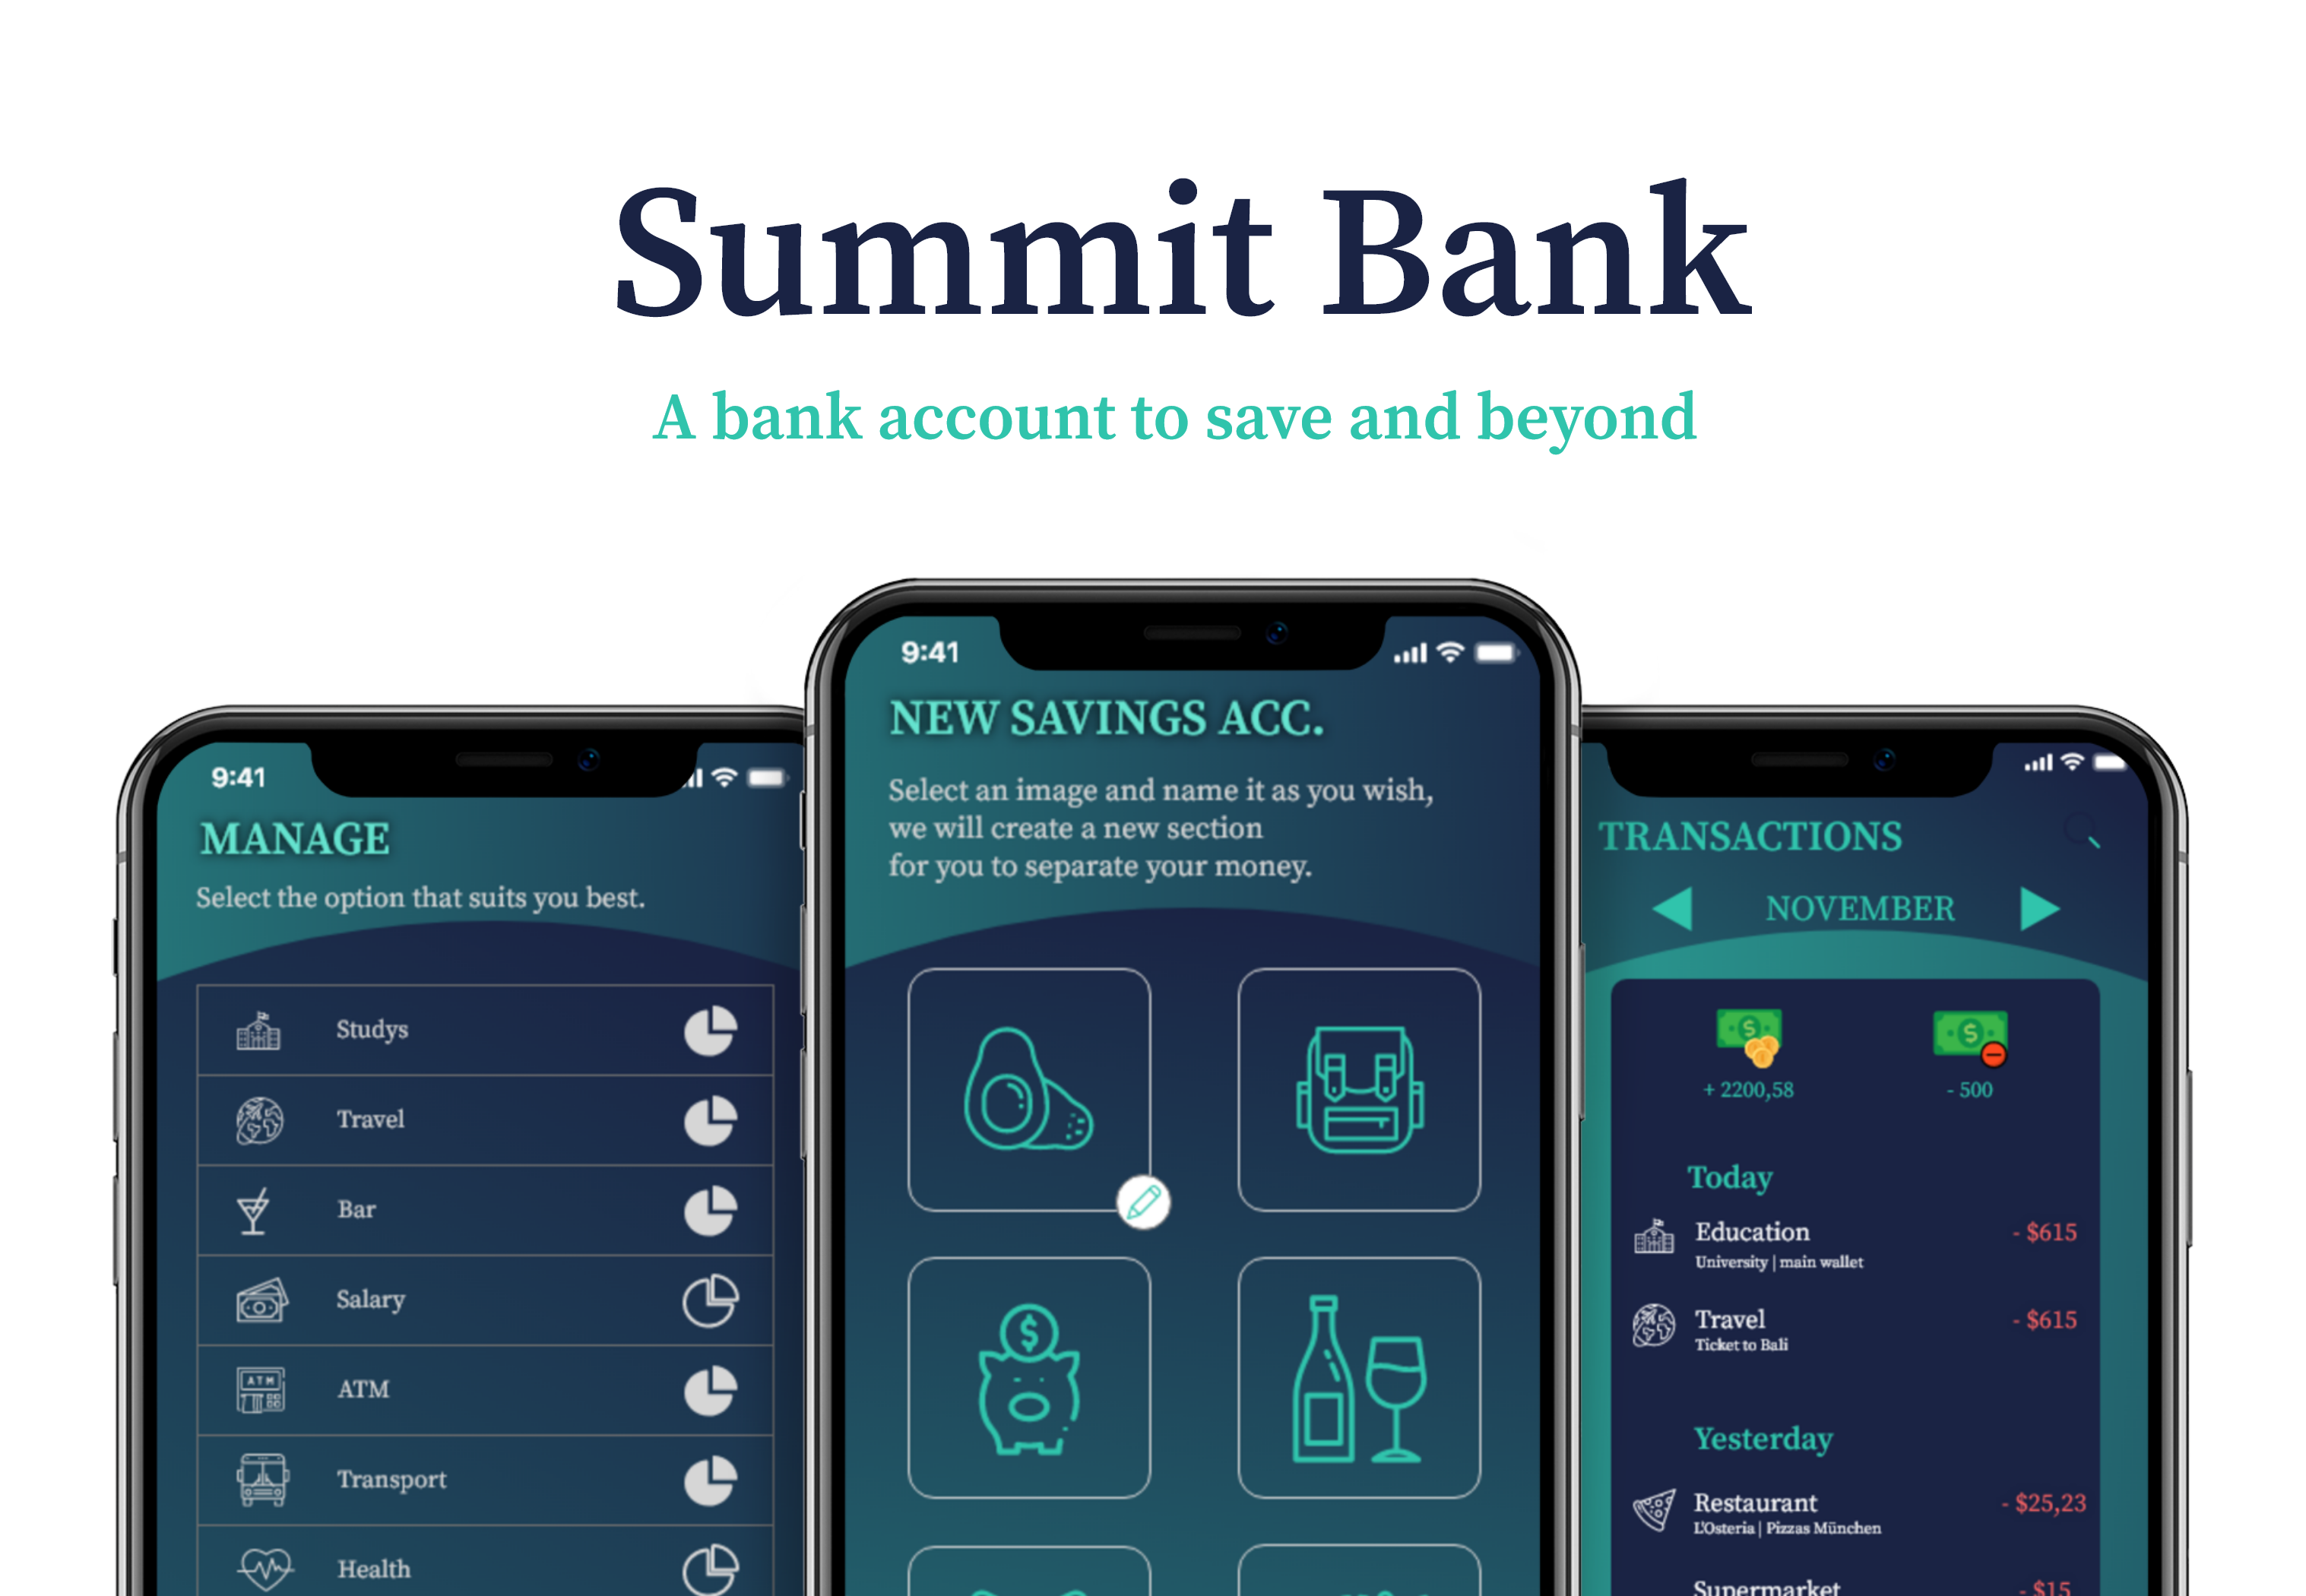 Summit Bank
A bank account to save and beyond
9:41
MANAGE
Select the option that suits you best.
Studys
Travel
Bar
Salary
ATM
ATM
Transport
Health
9:41
NEW SAVINGS ACC.
Select an image and name it as you wish,
we will create a new section
for you to separate your money.
$
TRANSACTIONS
NOVEMBER
$ $
+ 2200,58 - 500
Today
Education - $615
University | main wallet
Travel - $615
Ticket to Bali
Yesterday
Restaurant - $25,23
L'Osteria | Pizzas München
Supermarket - $15